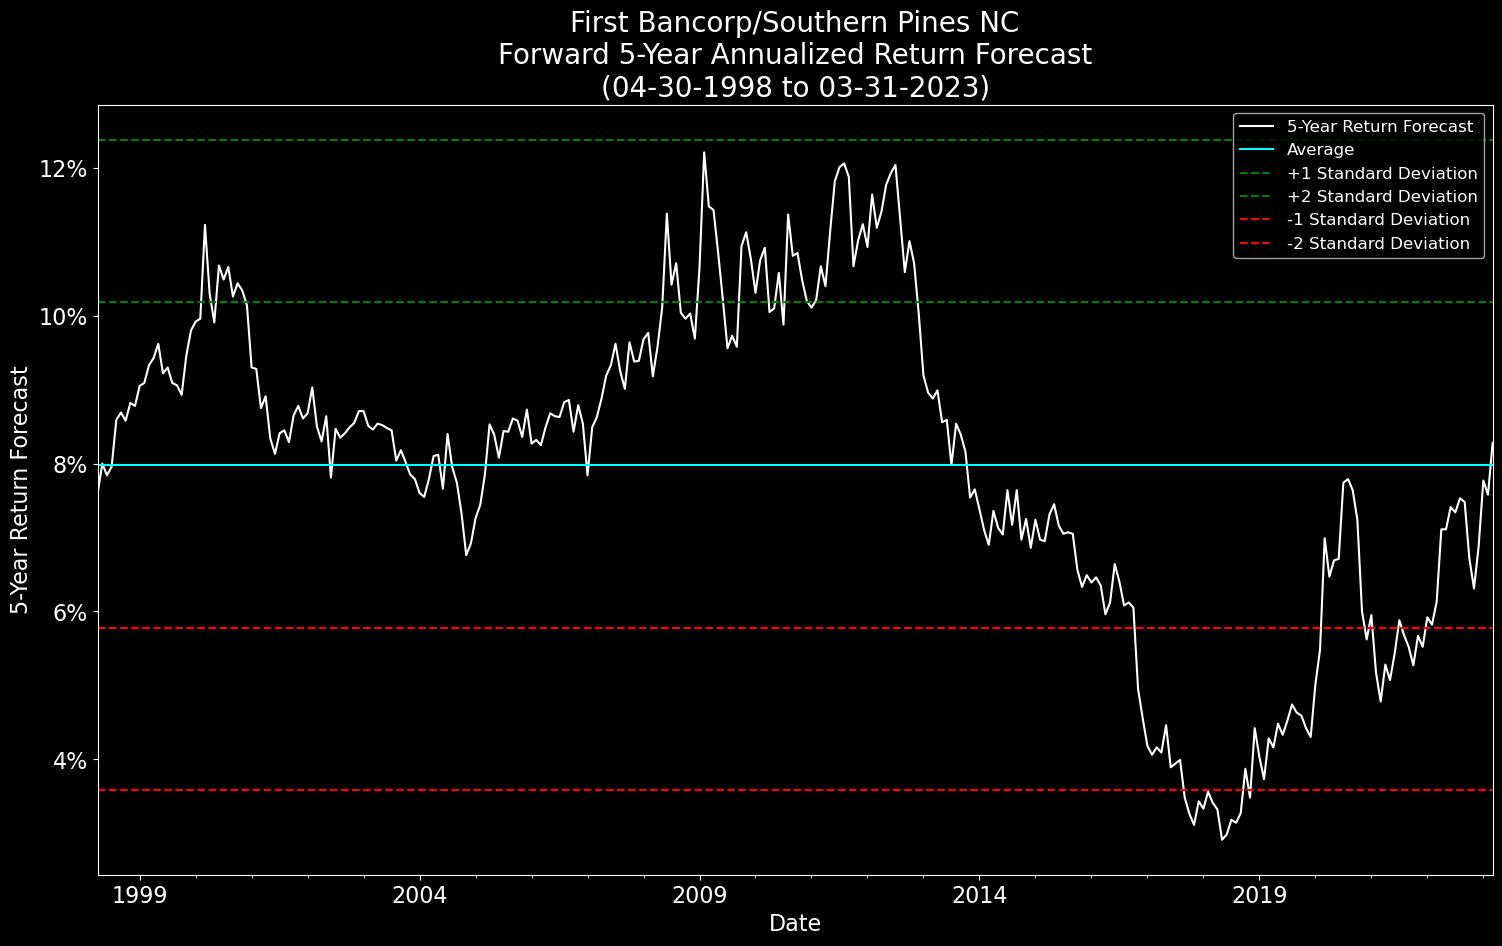 First Bancorp/Southern Pines NC
Forward 5-Year Annualized Return Forecast
(04-30-1998 to 03-31-2023)
5-Year Return Forecast
Average
+1 Standard Deviation
+2 Standard Deviation
-1 Standard Deviation
-2 Standard Deviation
12%
10%
8%
6%
4%
5-Year Return Forecast
1999 2004 2009 2014 2019
Date